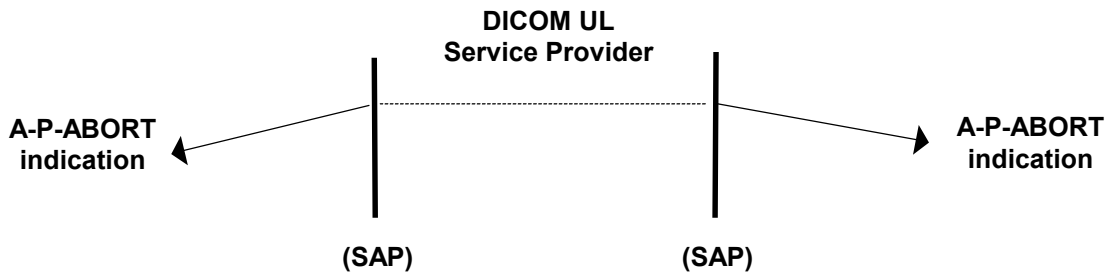 DICOM UL
Service Provider
A-P-ABORT
indication
A-P-ABORT
indication
(SAP)
(SAP)